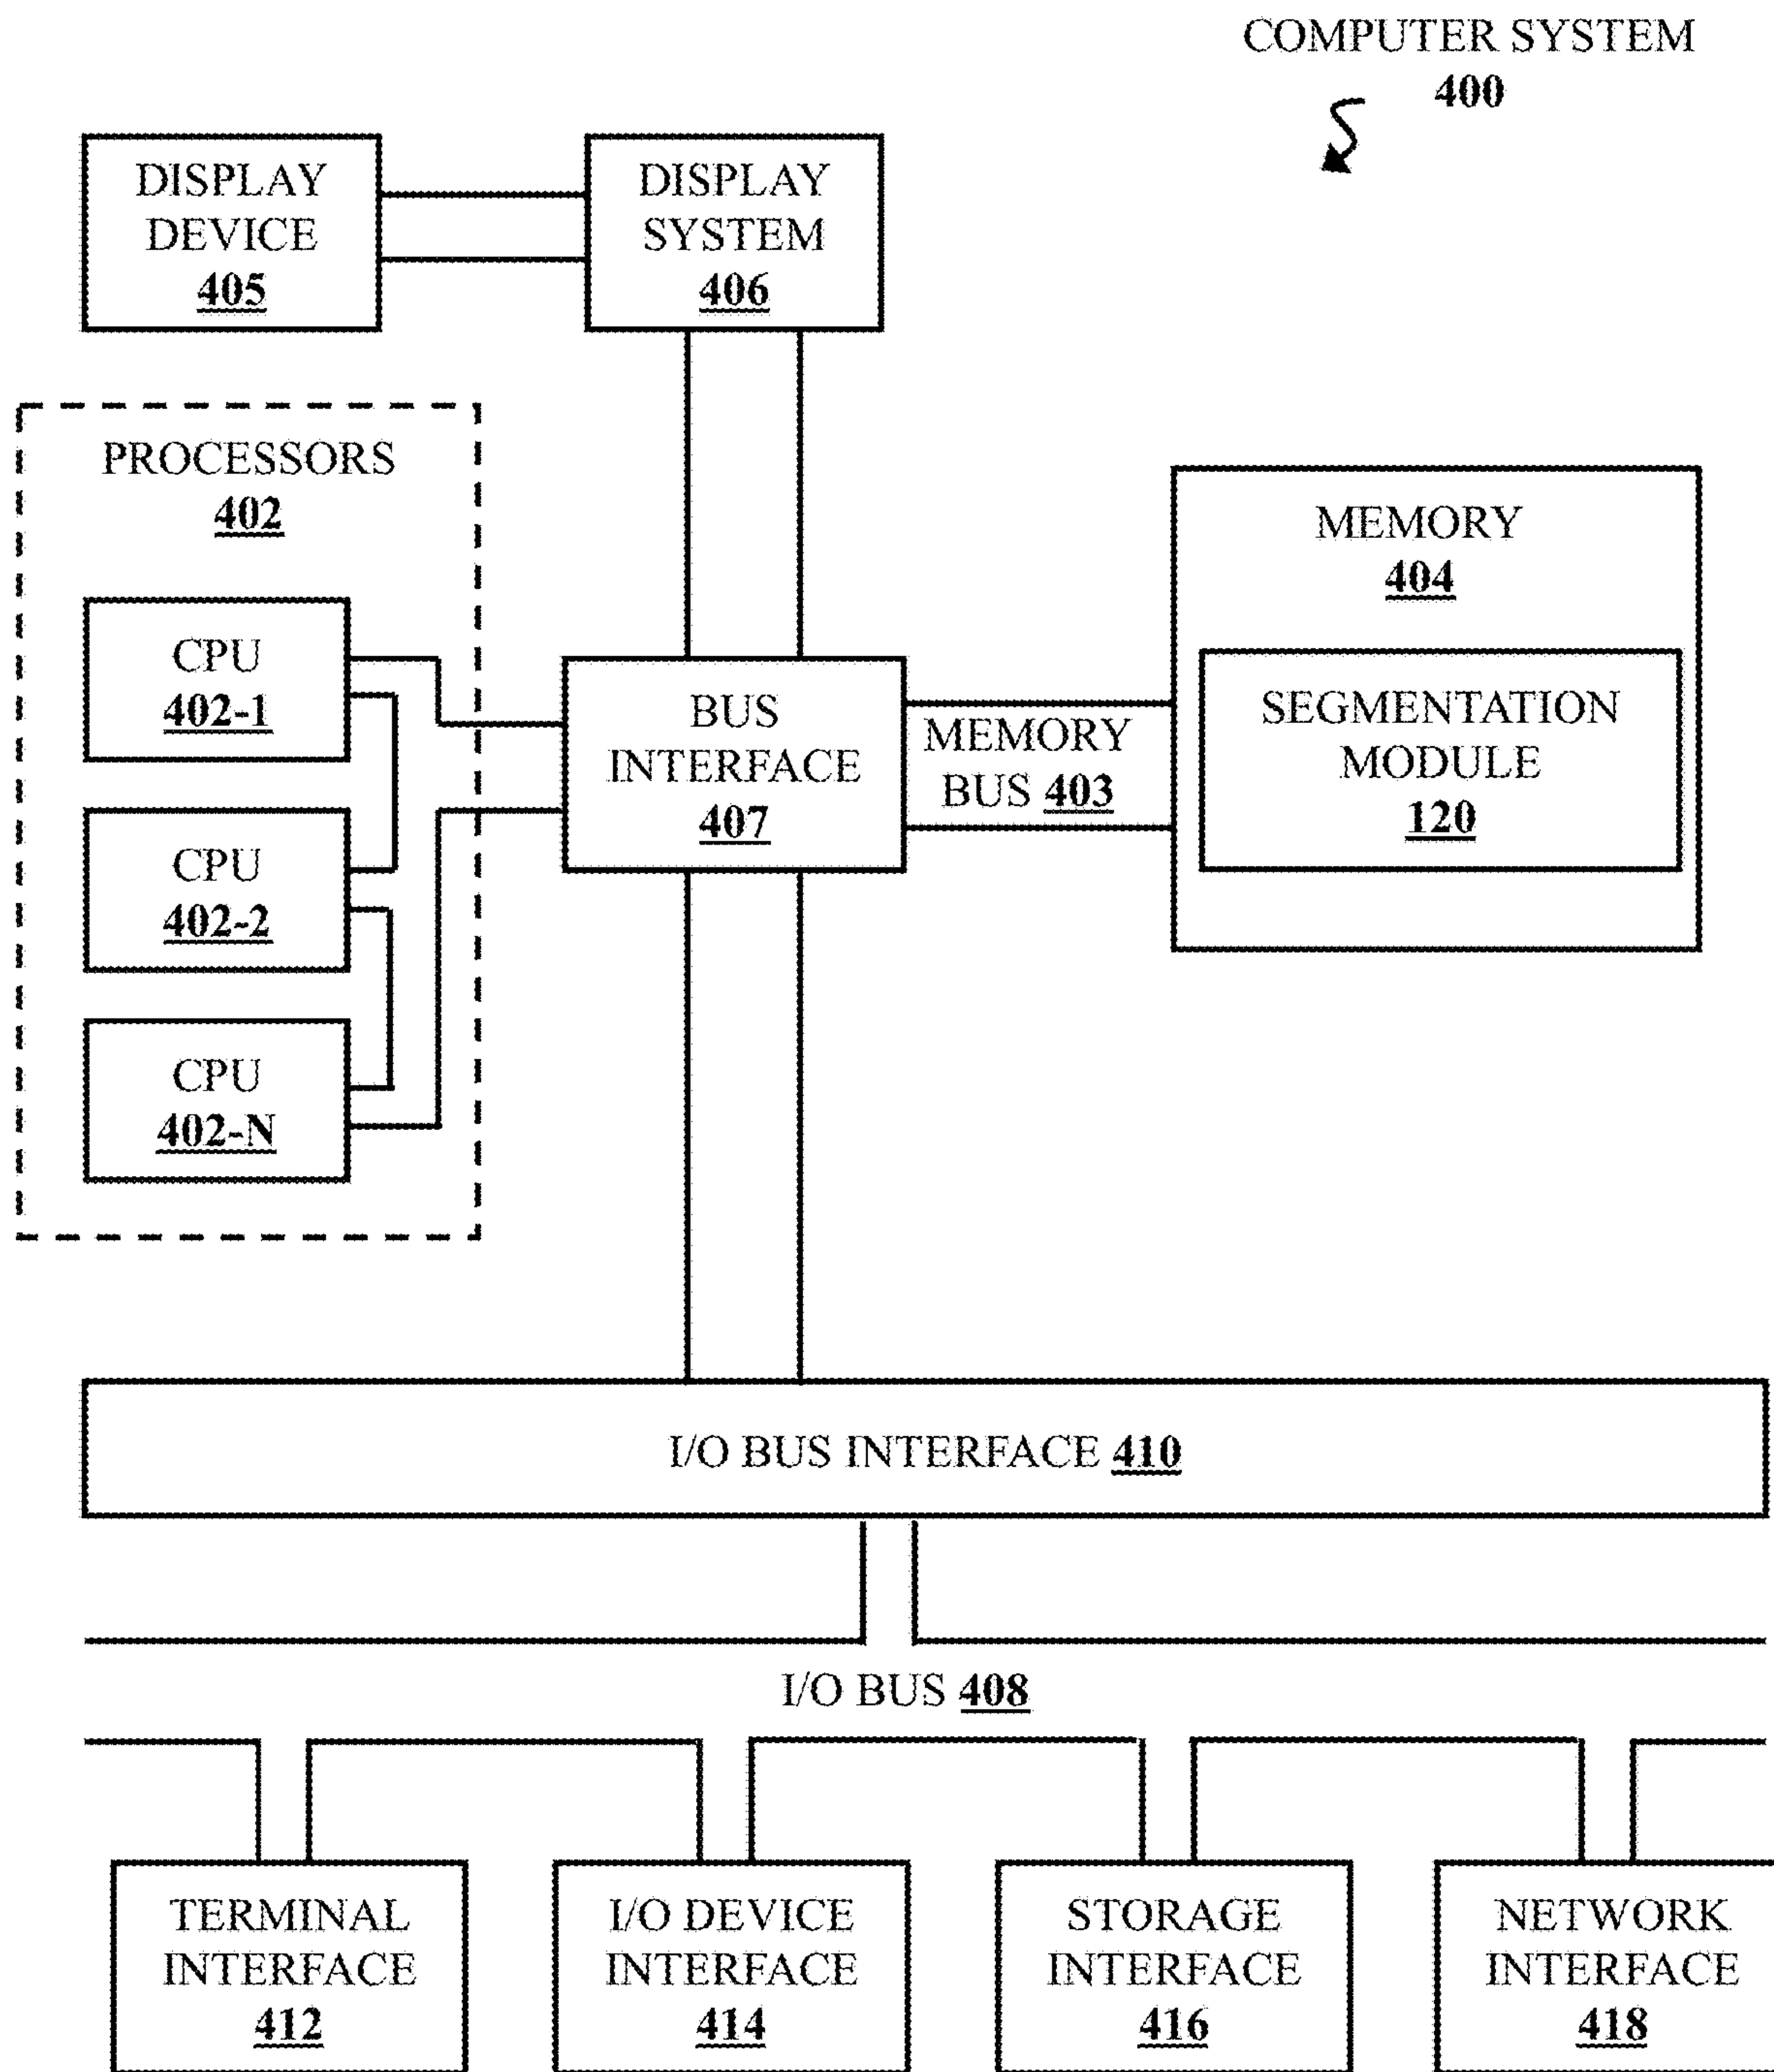 COMPUTER SYSTEM
400
DISPLAY
DEVICE
405
DISPLAY
SYSTEM
406
PROCESSORS
402
CPU
402-1
CPU
402-2
CPU
402-N
BUS
INTERFACE
407
MEMORY
BUS 403
MEMORY
404
SEGMENTATION
MODULE
120
I/O BUS INTERFACE 410
I/O BUS 408
TERMINAL
INTERFACE
412
I/O DEVICE
INTERFACE
414
STORAGE
INTERFACE
416
NETWORK
INTERFACE
418